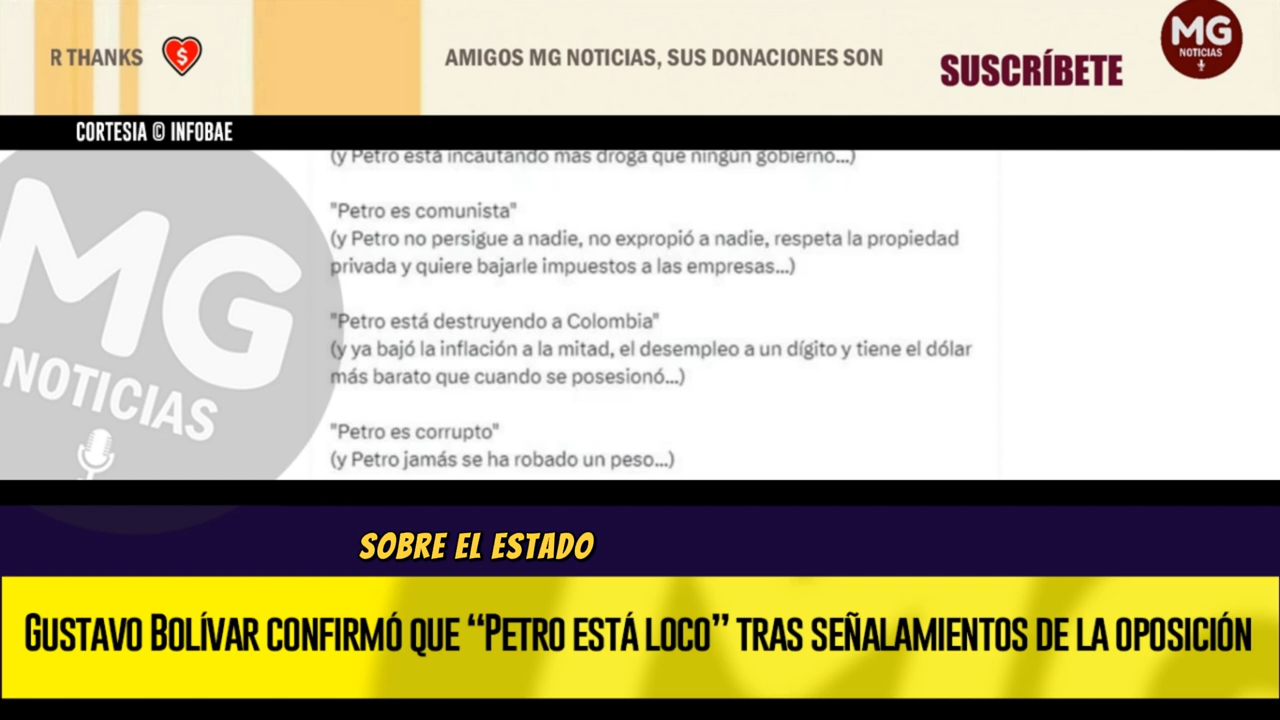 R THANKS
AMIGOS MG NOTICIAS, SUS DONACIONES SON
SUSCRÍBETE
MG
NOTICIAS
CORTESIA © INFOBAE
(y Petro está incautando más droga que ningún gobierno...)
"Petro es comunista"
(y Petro no persigue a nadie, no expropió a nadie, respeta la propiedad
privada y quiere bajarle impuestos a las empresas...)
"Petro está destruyendo a Colombia"
(y ya bajó la inflación a la mitad, el desempleo a un dígito y tiene el dólar
más barato que cuando se posesionó...)
"Petro es corrupto"
(y Petro jamás se ha robado un peso...)
MG
NOTICIAS
SOBRE EL ESTADO
GUSTAVO BOLÍVAR CONFIRMÓ QUE “PETRO ESTÁ LOCO” TRAS SEÑALAMIENTOS DE LA OPOSICIÓN